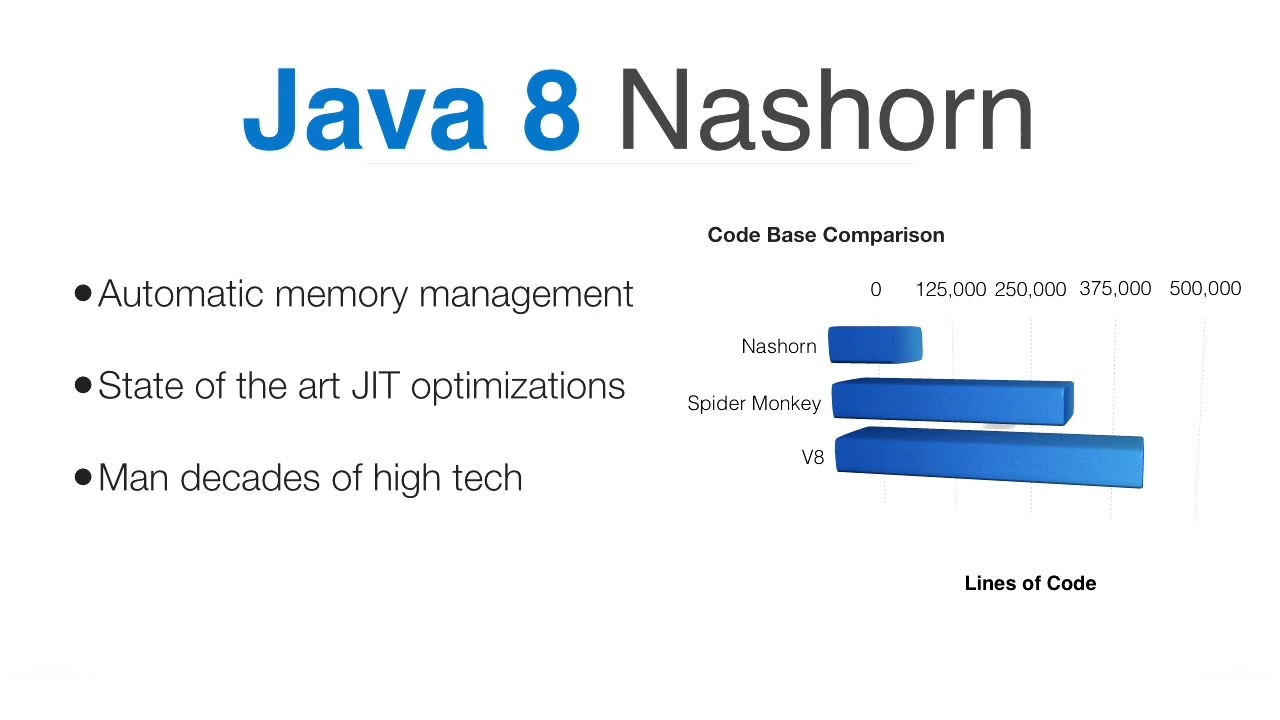 Java 8 Nashorn
●Automatic memory management
●State of the art JIT optimizations
●Man decades of high tech
Code Base Comparison
0 125,000 250,000 375,000 500,000
Nashorn
Spider Monkey
V8
Lines of Code